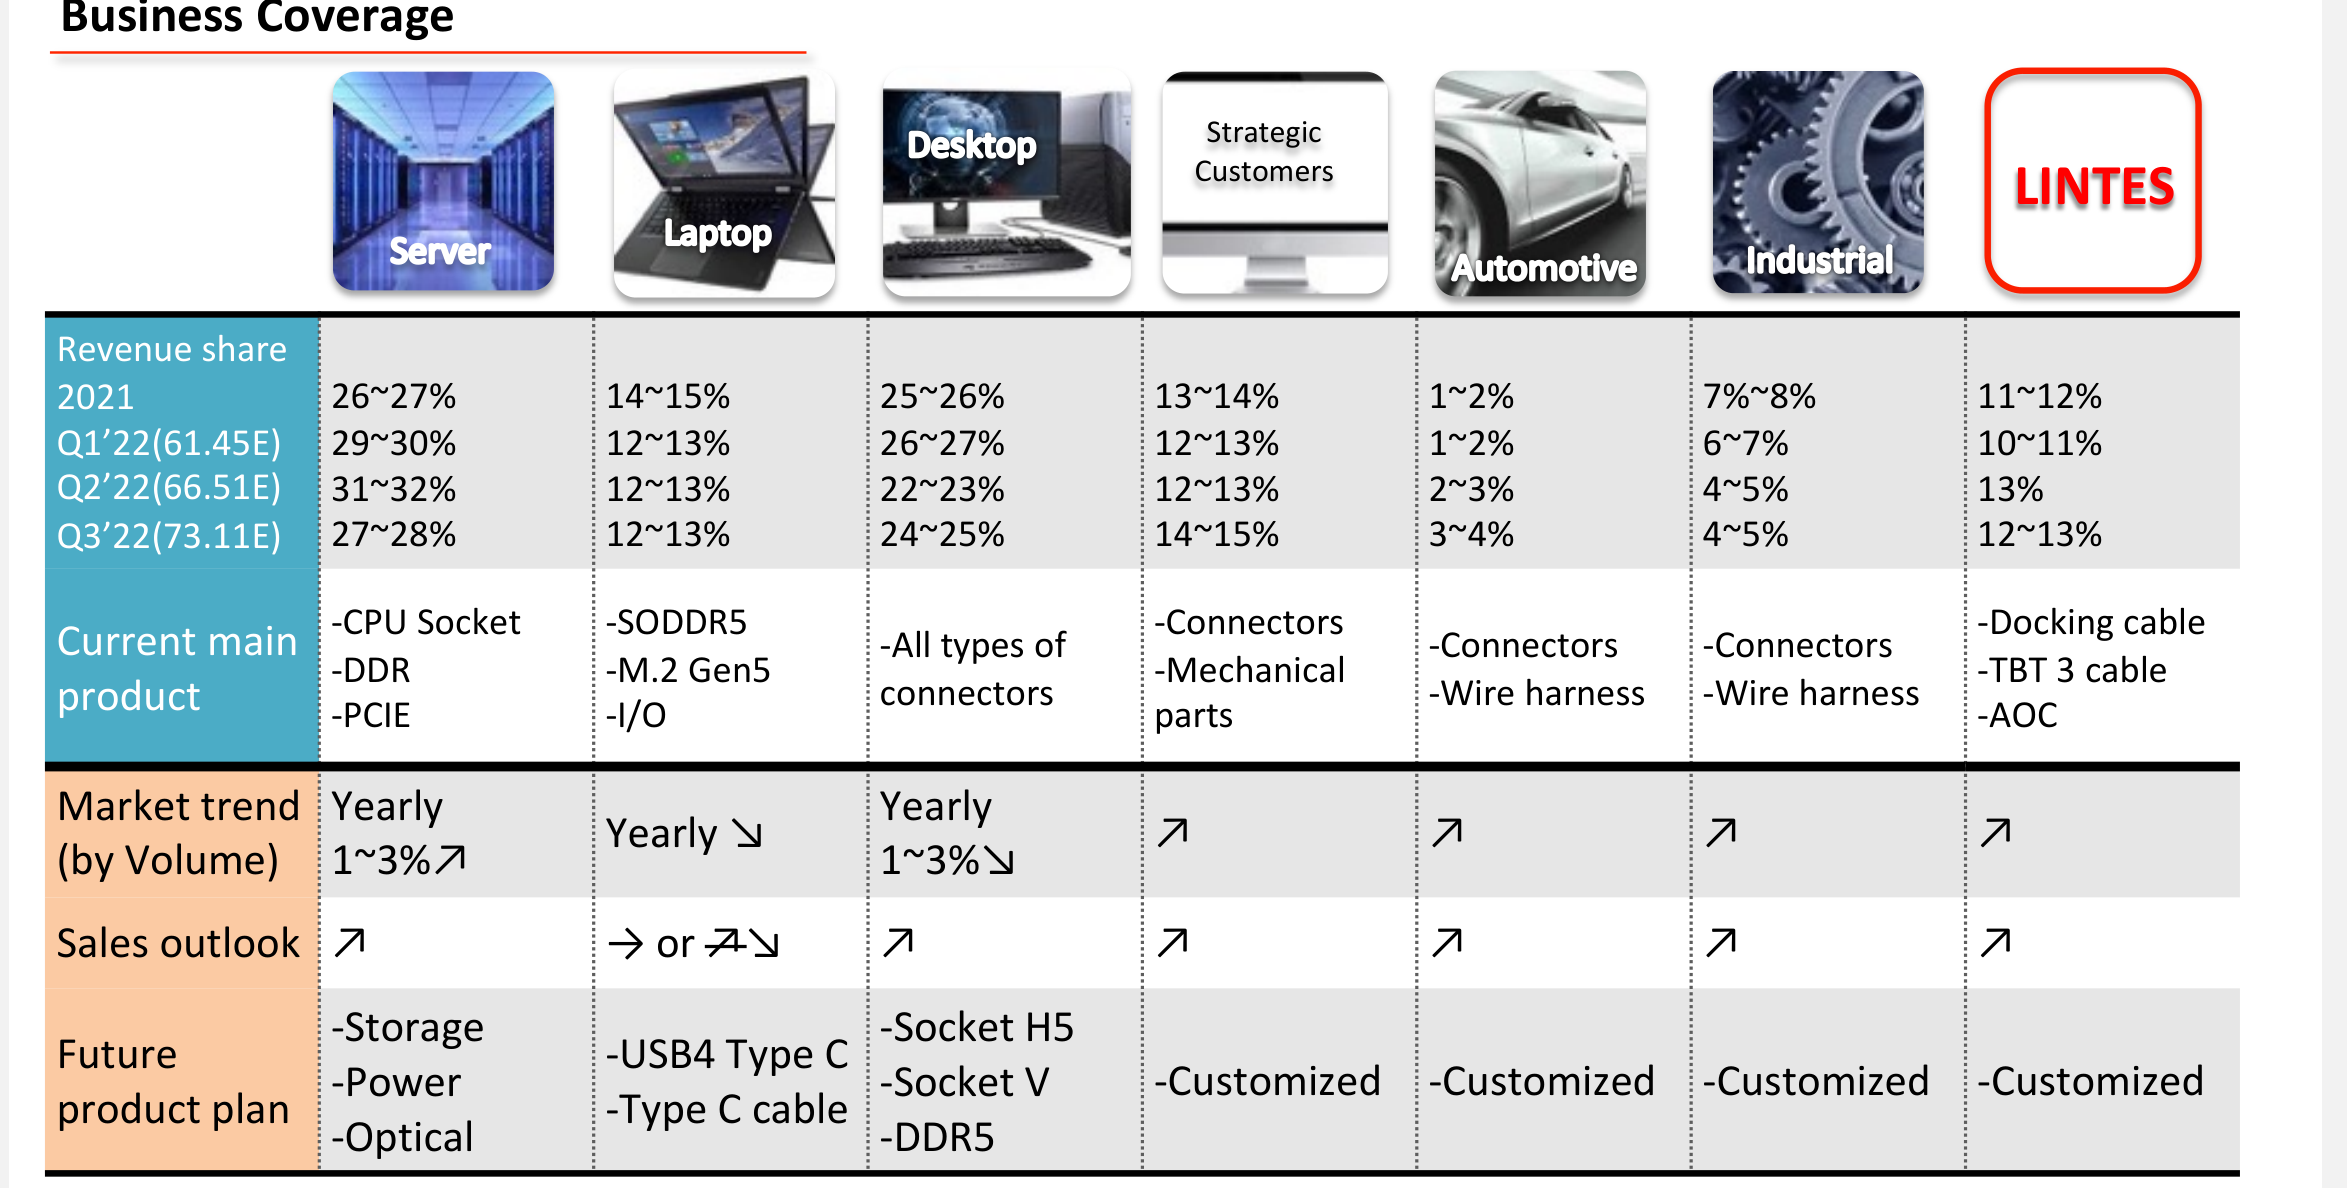 Business Coverage
Server
Laptop
Desktop
Strategic
Customers
Automotive
Industrial
LINTES
Revenue share
2021 26~27% 14~15% 25~26% 13~14% 1~2% 7%~8% 11~12%
Q1’22(61.45E) 29~30% 12~13% 26~27% 12~13% 1~2% 6~7% 10~11%
Q2’22(66.51E) 31~32% 12~13% 22~23% 12~13% 2~3% 4~5% 13%
Q3’22(73.11E) 27~28% 12~13% 24~25% 14~15% 3~4% 4~5% 12~13%
Current main
product
-CPU Socket
-DDR
-PCIE
-SODDR5
-M.2 Gen5
-I/O
-All types of
connectors
-Connectors
-Mechanical
parts
-Connectors
-Wire harness
-Connectors
-Wire harness
-Docking cable
-TBT 3 cable
-AOC
Market trend
(by Volume)
Yearly
1~3%↗
Yearly ↘
Yearly
1~3%↘
↗
↗
↗
↗
Sales outlook
↗
→ or ↗↘
↗
↗
↗
↗
↗
Future
product plan
-Storage
-Power
-Optical
-USB4 Type C
-Type C cable
-Socket H5
-Socket V
-DDR5
-Customized
-Customized
-Customized
-Customized